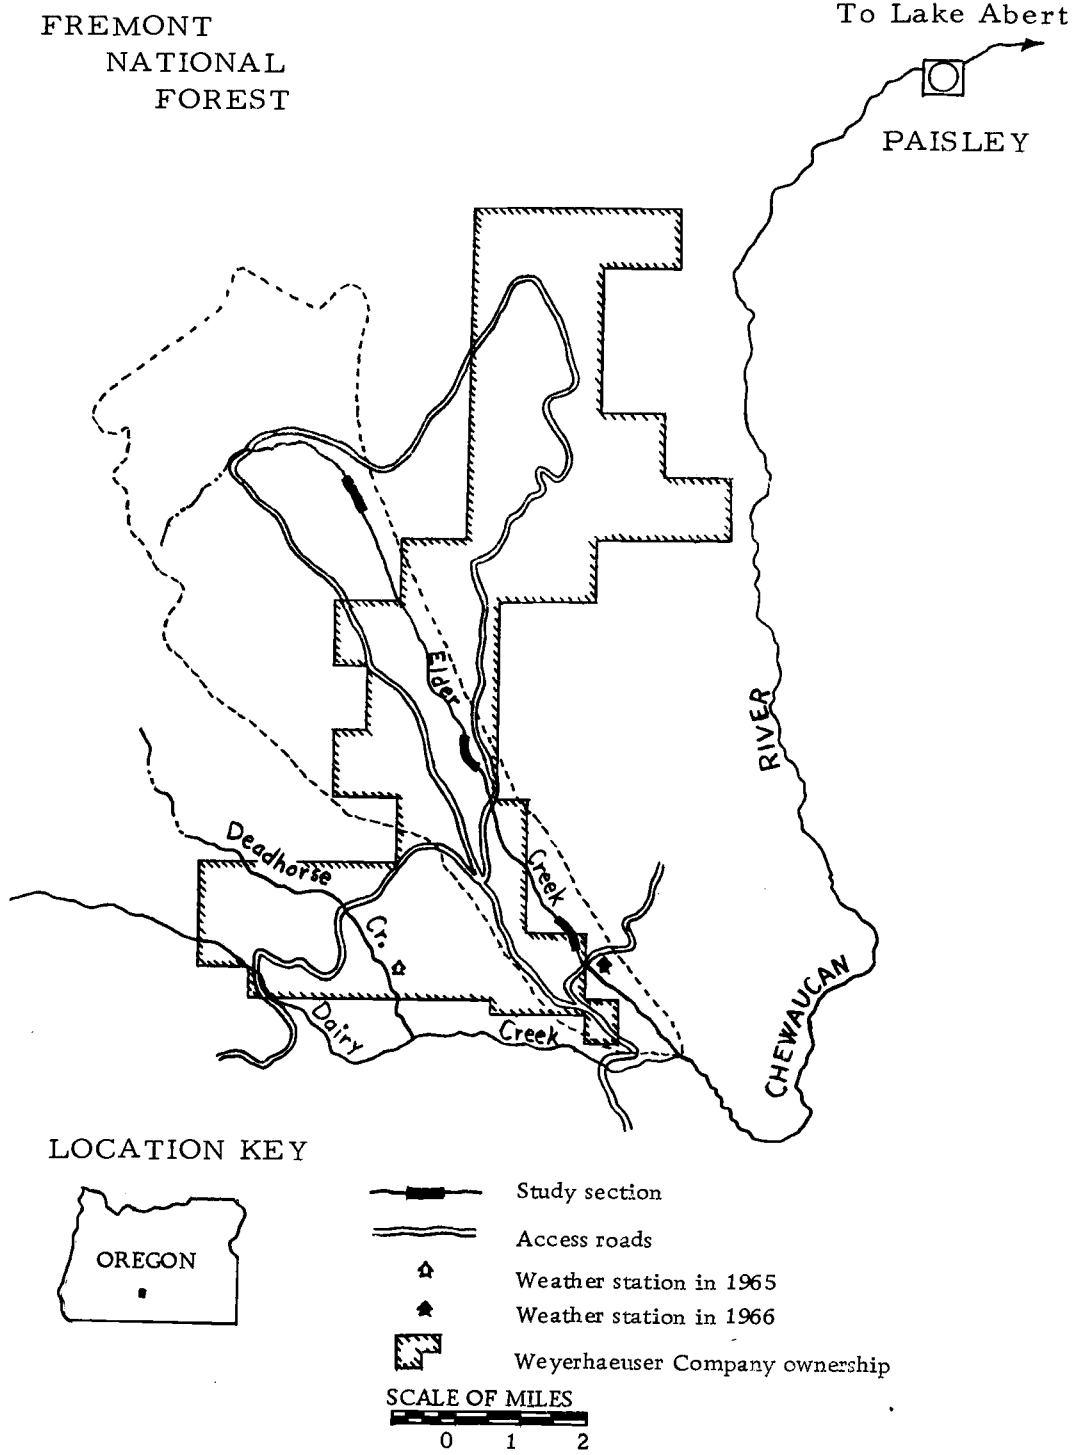 FREMONT
NATIONAL
FOREST
To Lake Abert
PAISLEY
Elder
Creek
RIVER
CHEWAUCAN
Deadhorse
Cr.
Dairy
Creek
LOCATION KEY
OREGON
Study section
Access roads
Weather station in 1965
Weather station in 1966
Weyerhaeuser Company ownership
SCALE OF MILES
0 1 2